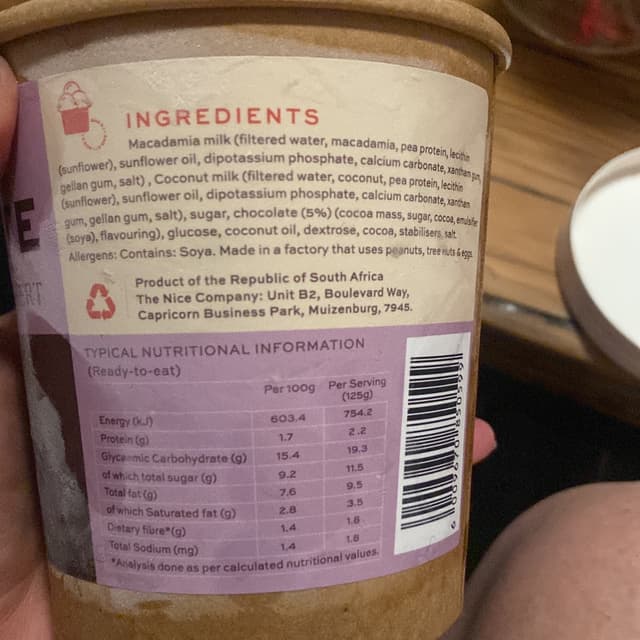 INGREDIENTS
Macadamia milk (filtered water, macadamia, pea protein, lecithin
(sunflower), sunflower oil, dipotassium phosphate, calcium carbonate, xantham gum,
gellan gum, salt) , Coconut milk (filtered water, coconut, pea protein, lecithin
(sunflower), sunflower oil, dipotassium phosphate, calcium carbonate, xanthan
gum, gellan gum, salt), sugar, chocolate (5%) (cocoa mass, sugar, cocoa, emulsifier
(soya), flavouring), glucose, coconut oil, dextrose, cocoa, stabilisers, salt.
Allergens: Contains: Soya. Made in a factory that uses peanuts, tree nuts & eggs.
Product of the Republic of South Africa
The Nice Company: Unit B2, Boulevard Way,
Capricorn Business Park, Muizenburg, 7945.
TYPICAL NUTRITIONAL INFORMATION
(Ready-to-eat)
Per 100g Per Serving
(125g)
Energy (kJ) 603.4 754.2
Protein (g) 1.7 2.2
Glycaemic Carbohydrate (g) 15.4 19.3
of which total sugar (g) 9.2 11.5
Total fat (g) 7.6 9.5
of which Saturated fat (g) 2.8 3.5
Dietary fibre*(g) 1.4 1.8
Total Sodium (mg) 1.4 1.8
*Analysis done as per calculated nutritional values.